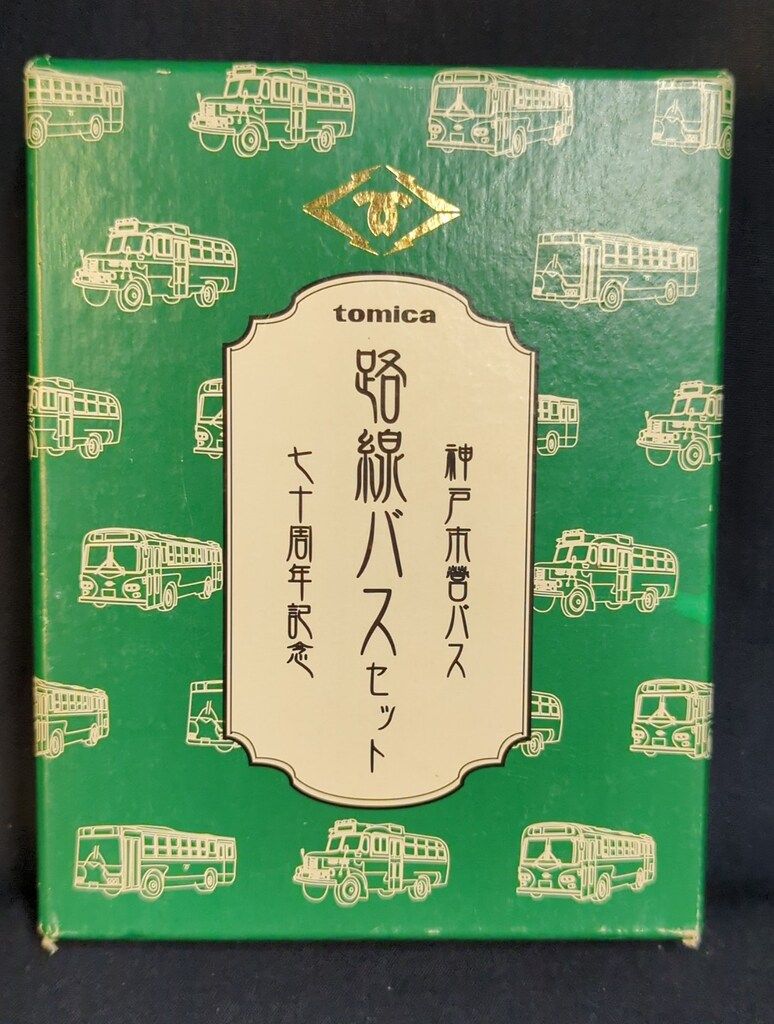 tomica
神戸市営バス
路線バスセット
七十周年記念